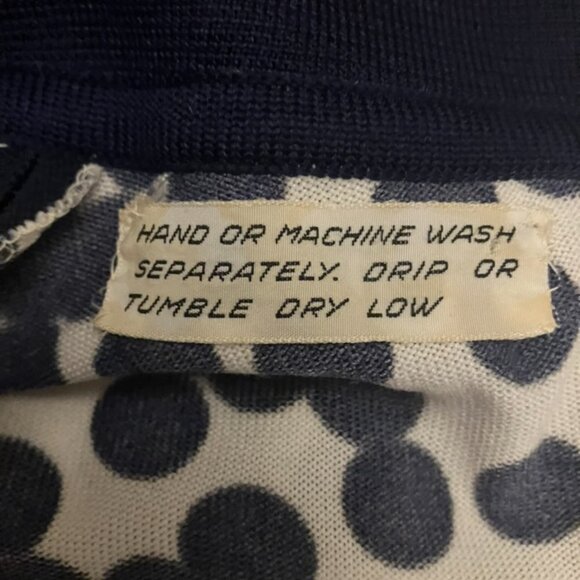 HAND OR MACHINE WASH
SEPARATELY. DRIP OR
TUMBLE DRY LOW